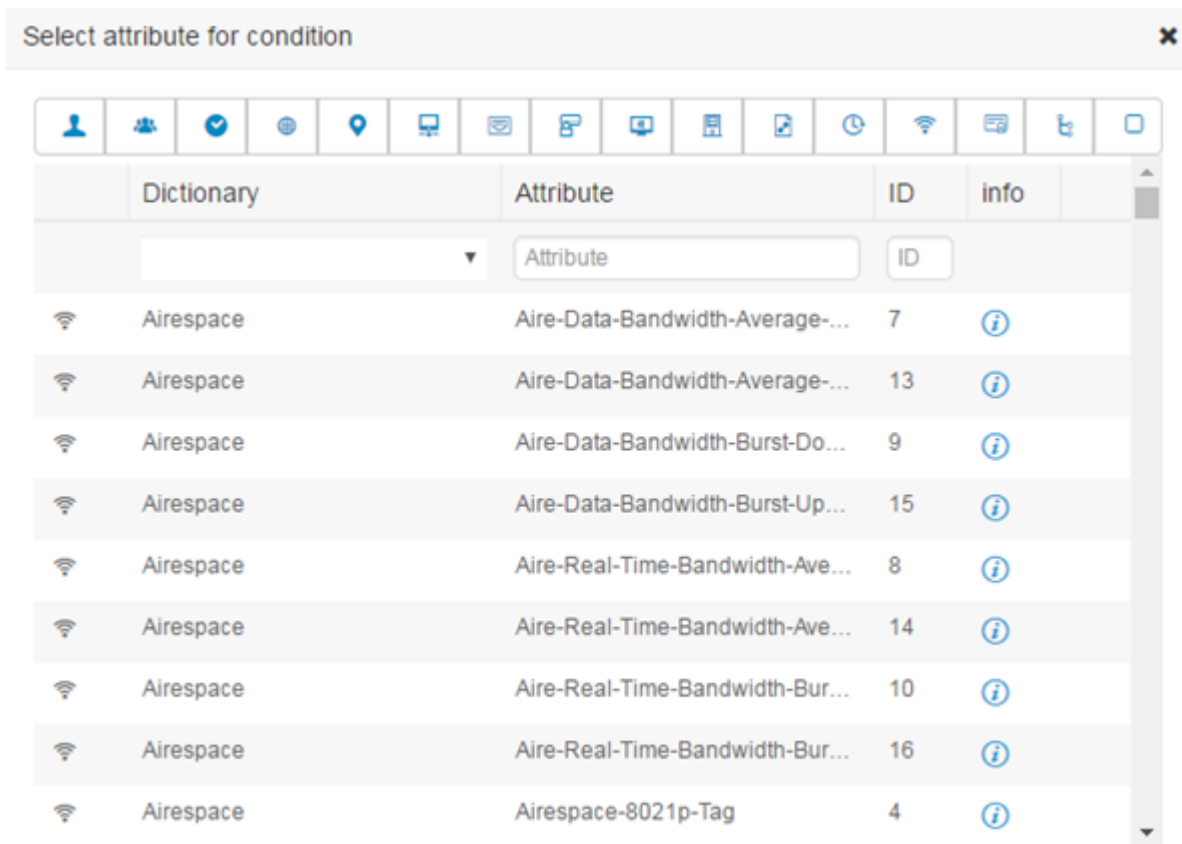 Select attribute for condition
Dictionary Attribute ID info
Attribute ID
Airespace Aire-Data-Bandwidth-Average-... 7
Airespace Aire-Data-Bandwidth-Average-... 13
Airespace Aire-Data-Bandwidth-Burst-Do... 9
Airespace Aire-Data-Bandwidth-Burst-Up... 15
Airespace Aire-Real-Time-Bandwidth-Ave... 8
Airespace Aire-Real-Time-Bandwidth-Ave... 14
Airespace Aire-Real-Time-Bandwidth-Bur... 10
Airespace Aire-Real-Time-Bandwidth-Bur... 16
Airespace Airespace-8021p-Tag 4